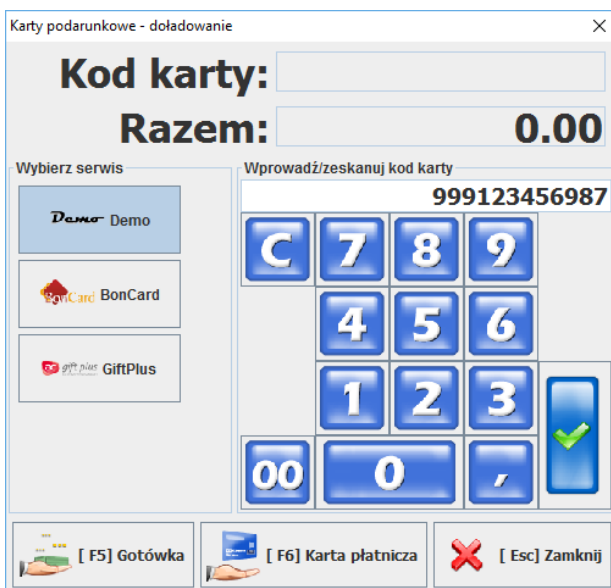 Karty podarunkowe - doładowanie
Kod karty:
Razem: 0.00
Wybierz serwis
Demo Demo
BonCard BonCard
gift plus GiftPlus
Wprowadź/zeskanuj kod karty
999123456987
C 7 8 9
4 5 6
1 2 3
00 0 ,
[ F5] Gotówka
[ F6] Karta płatnicza
[ Esc] Zamknij